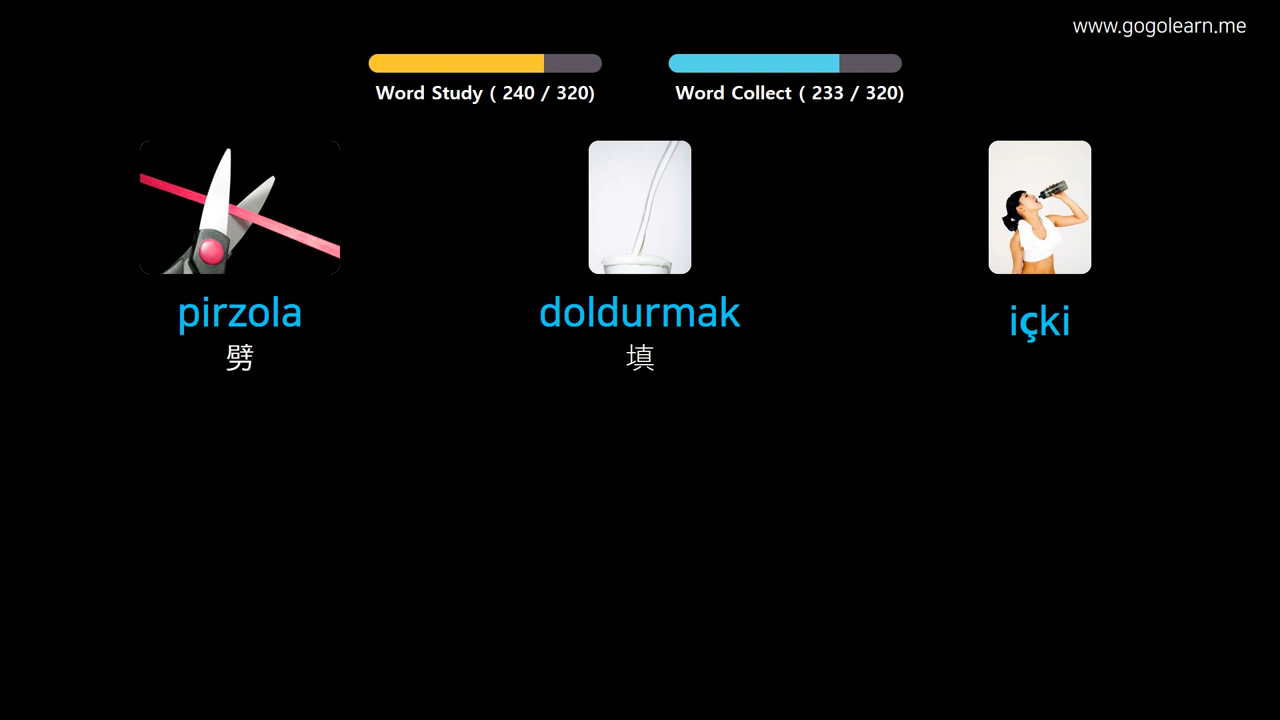 www.gogolearn.me
Word Study ( 240 / 320)
Word Collect ( 233 / 320)
pirzola
劈
doldurmak
填
içki